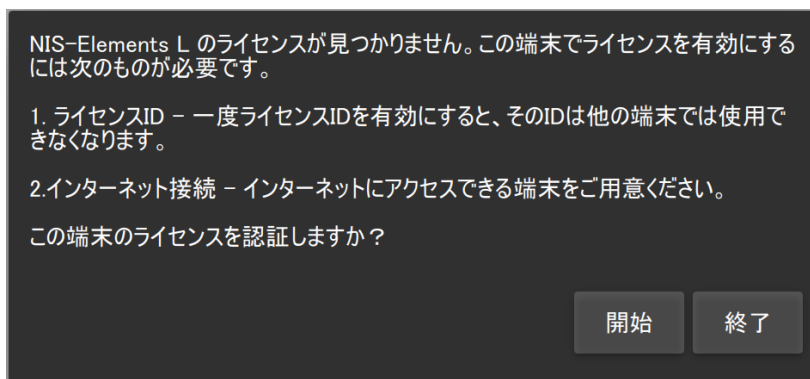 NIS-Elements L のライセンスが見つかりません。この端末でライセンスを有効にする
には次のものが必要です。
1. ライセンスID - 一度ライセンスIDを有効にすると、そのIDは他の端末では使用で
きなくなります。
2.インターネット接続 - インターネットにアクセスできる端末をご用意ください。
この端末のライセンスを認証しますか？
開始
終了